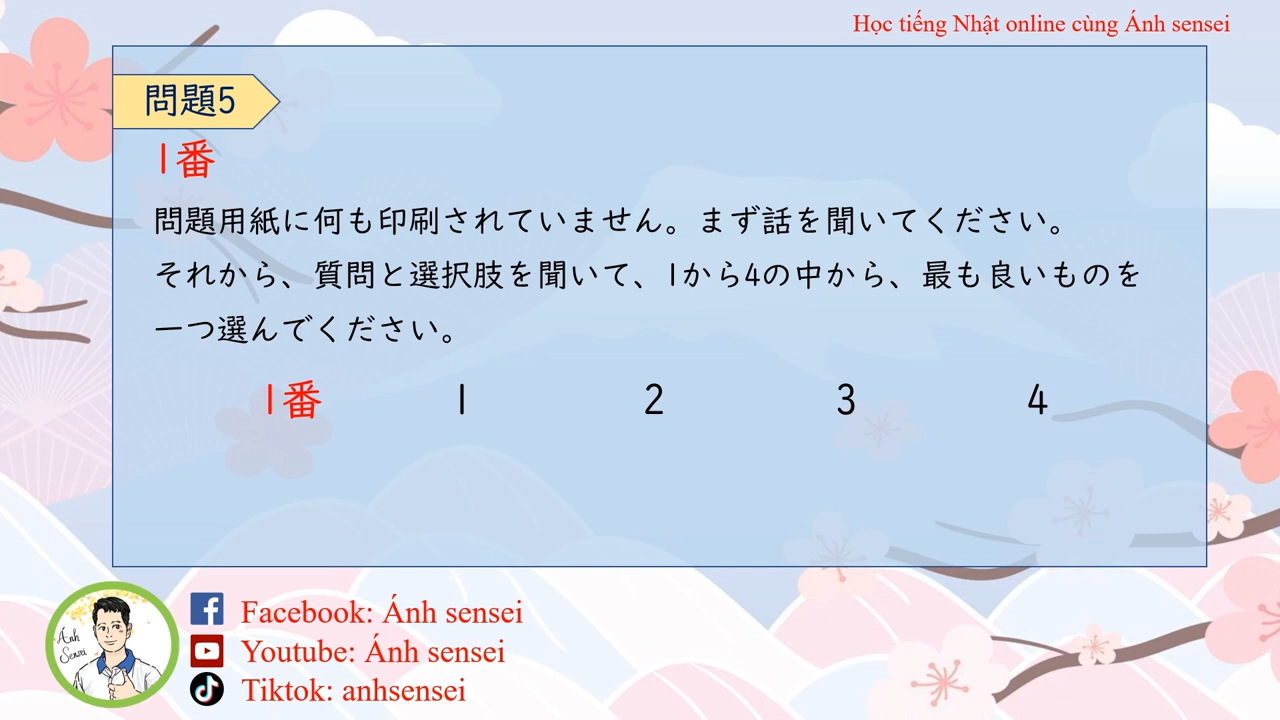 Học tiếng Nhật online cùng Ánh sensei
問題5
1番
問題用紙に何も印刷されていません。まず話を聞いてください。
それから、質問と選択肢を聞いて、1から4の中から、最も良いものを
一つ選んでください。
1番 1 2 3 4
Ánh Sensei
Facebook: Ánh sensei
Youtube: Ánh sensei
Tiktok: anhsensei